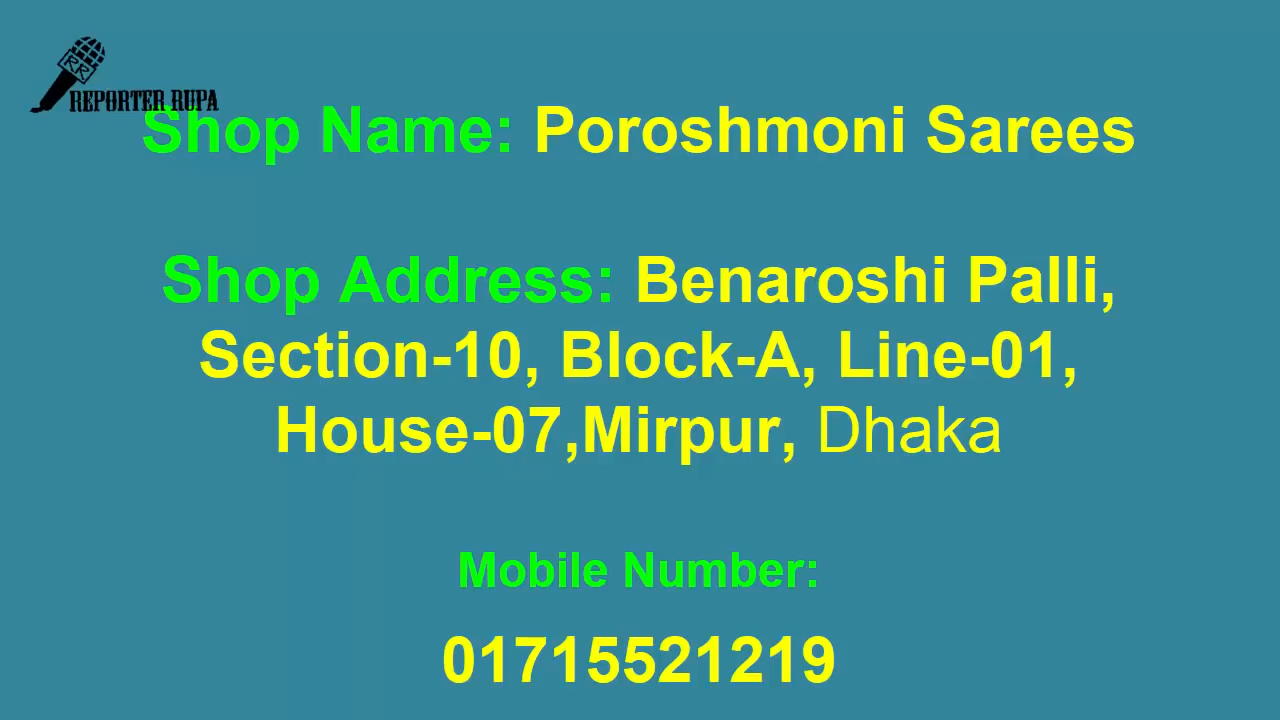 RR
REPORTER RUPA
Shop Name: Poroshmoni Sarees
Shop Address: Benaroshi Palli,
Section-10, Block-A, Line-01,
House-07,Mirpur, Dhaka
Mobile Number:
01715521219